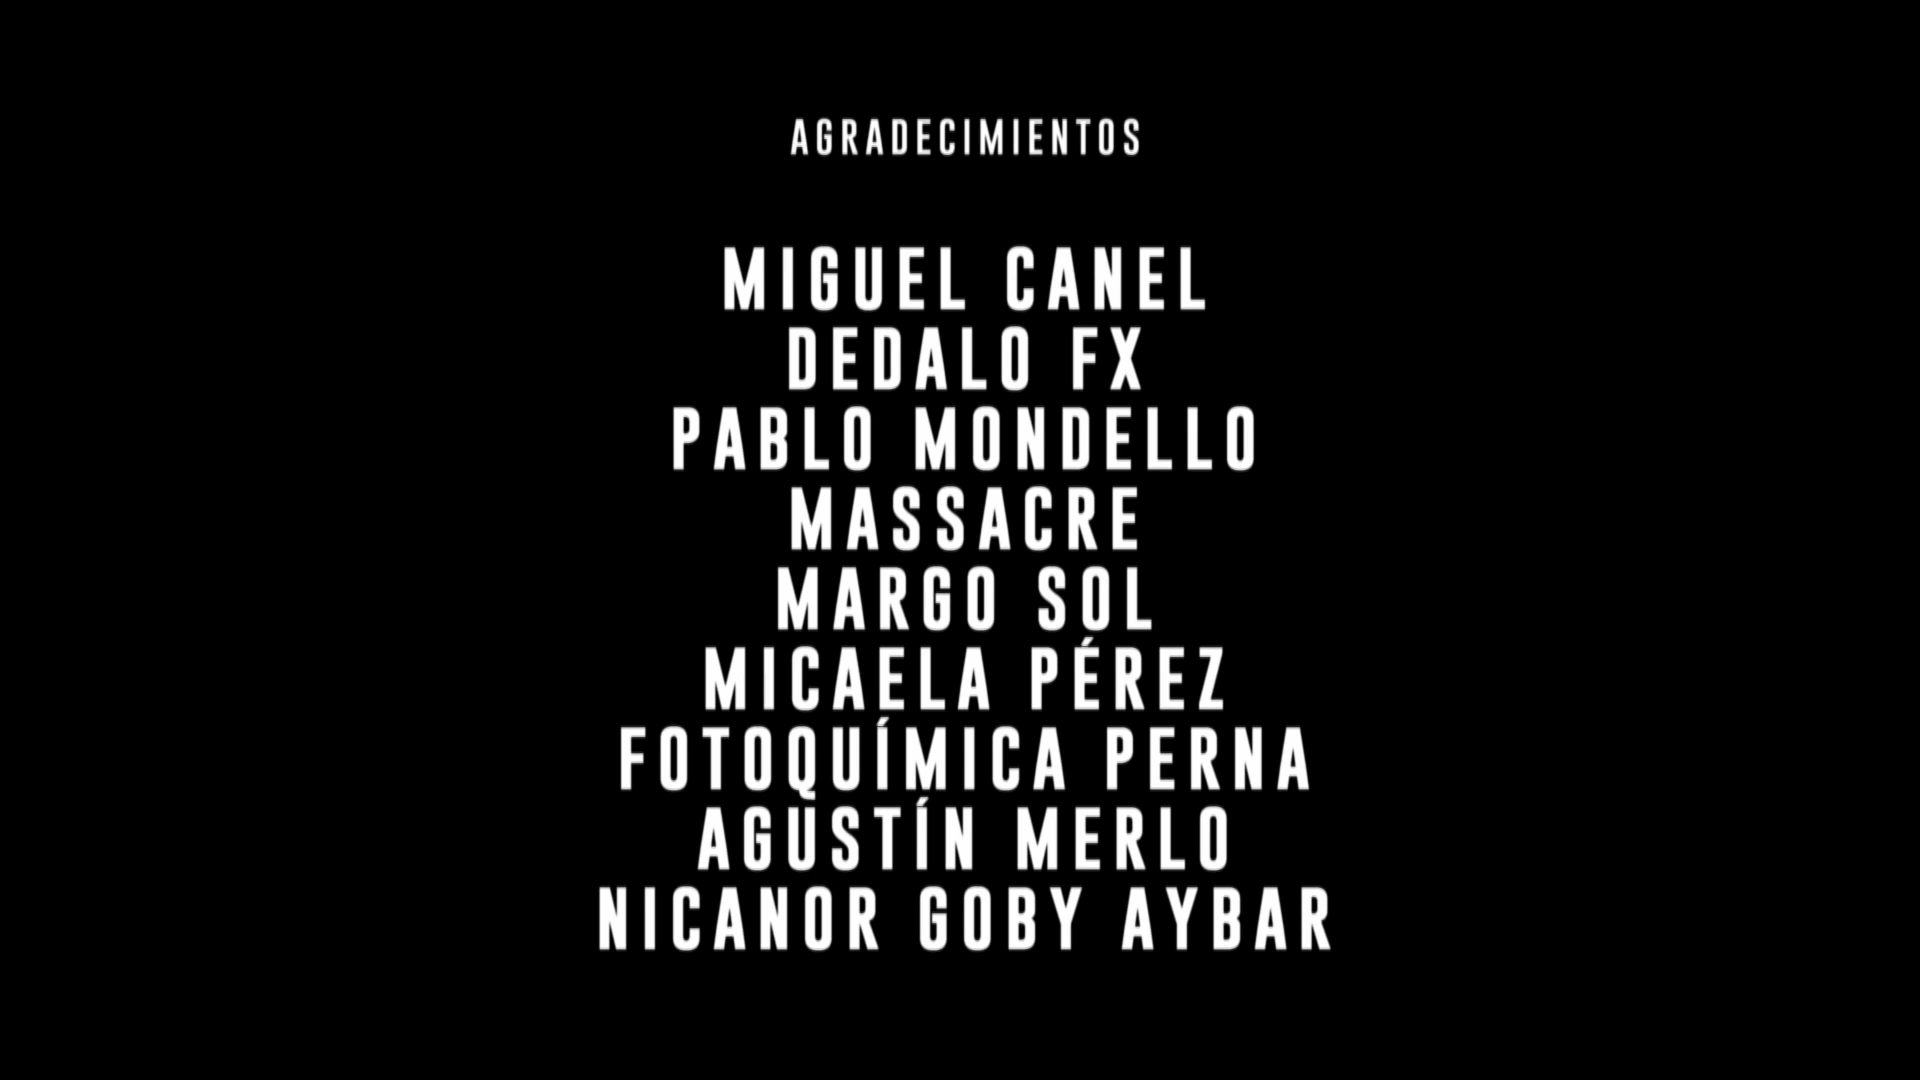 AGRADECIMIENTOS
MIGUEL CANEL
DEDALO FX
PABLO MONDELLO
MASSACRE
MARGO SOL
MICAELA PÉREZ
FOTOQUÍMICA PERNA
AGUSTÍN MERLO
NICANOR GOBY AYBAR